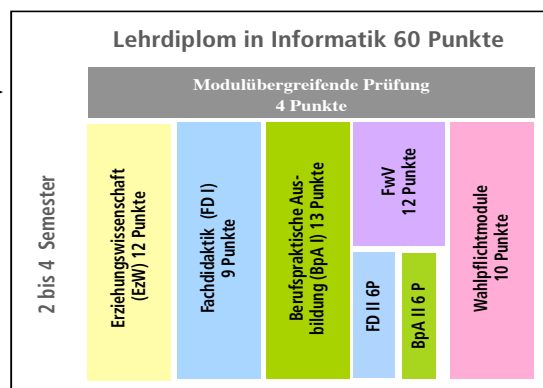 Lehrdiplom in Informatik 60 Punkte
Modulübergreifende Prüfung
4 Punkte
2 bis 4 Semester
Erziehungswissenschaft
(EzW) 12 Punkte
Fachdidaktik (FD I)
9 Punkte
Berufspraktische Aus-
bildung (BpA I) 13 Punkte
FwV
12 Punkte
FD II 6P
BpA II 6 P
Wahlpflichtmodule
10 Punkte